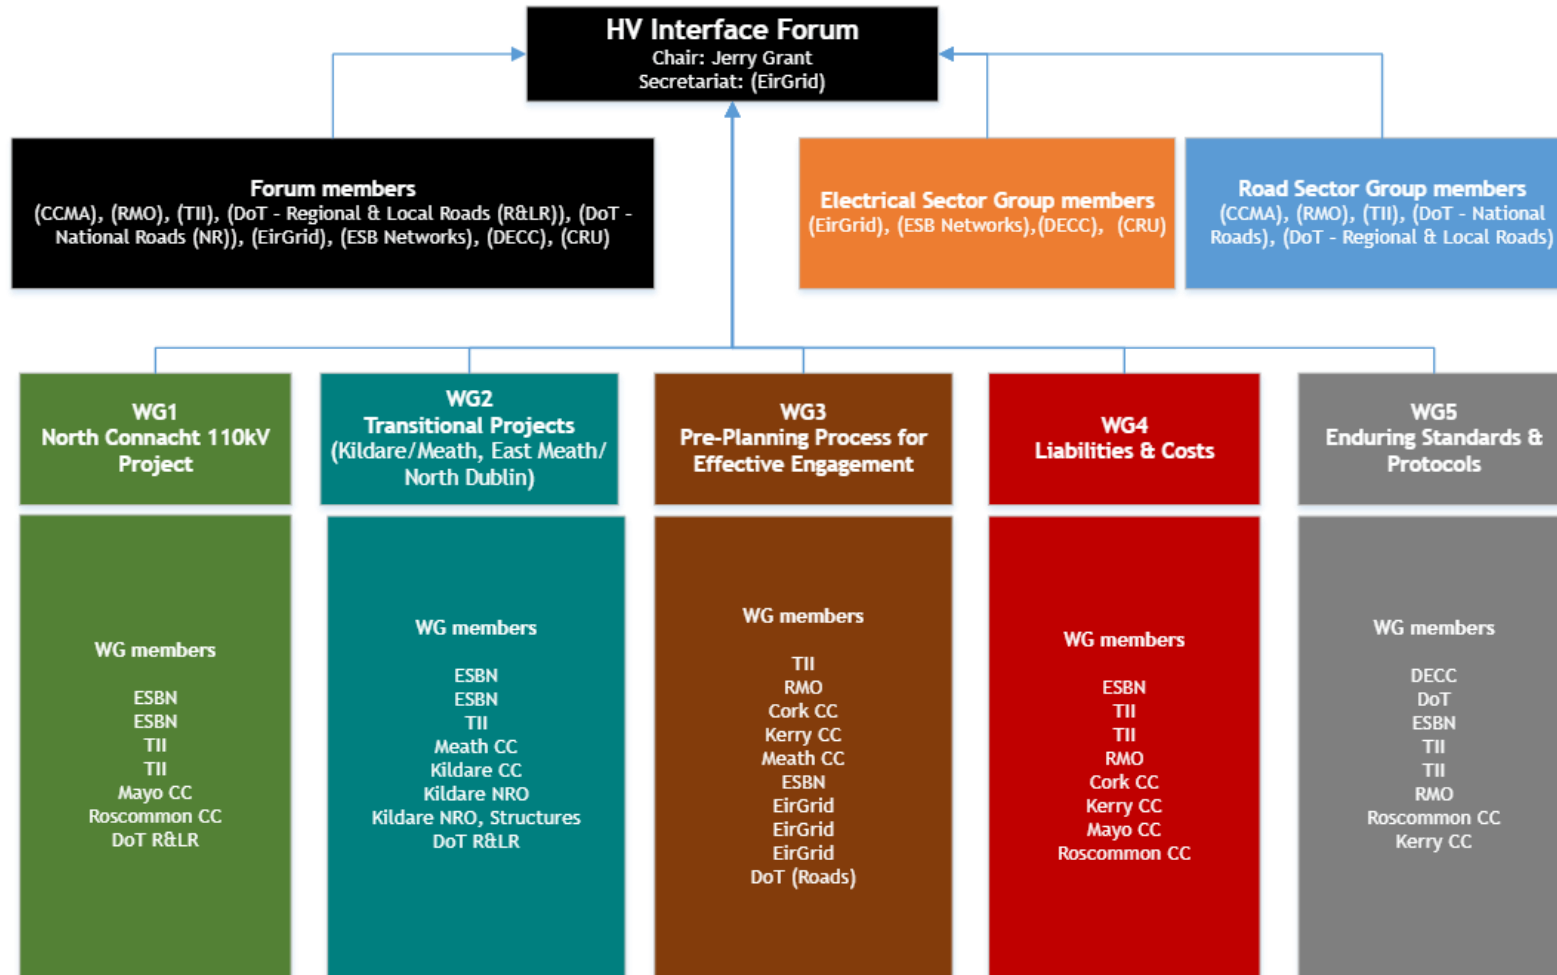 HV Interface Forum
Chair: Jerry Grant
Secretariat: (EirGrid)
Forum members
(CCMA), (RMO), (TII), (DoT - Regional & Local Roads (R&LR)), (DoT -
National Roads (NR)), (EirGrid), (ESB Networks), (DECC), (CRU)
Electrical Sector Group members
(EirGrid), (ESB Networks),(DECC), (CRU)
Road Sector Group members
(CCMA), (RMO), (TII), (DoT - National
Roads), (DoT - Regional & Local Roads)
WG1
North Connacht 110kV
Project
WG2
Transitional Projects
(Kildare/Meath, East Meath/
North Dublin)
WG3
Pre-Planning Process for
Effective Engagement
WG4
Liabilities & Costs
WG5
Enduring Standards &
Protocols
WG members
ESBN
ESBN
TII
TII
Mayo CC
Roscommon CC
DoT R&LR
WG members
ESBN
ESBN
TII
Meath CC
Kildare CC
Kildare NRO
Kildare NRO, Structures
DoT R&LR
WG members
TII
RMO
Cork CC
Kerry CC
Meath CC
ESBN
EirGrid
EirGrid
EirGrid
DoT (Roads)
WG members
ESBN
TII
TII
RMO
Cork CC
Kerry CC
Mayo CC
Roscommon CC
WG members
DECC
DoT
ESBN
TII
TII
RMO
Roscommon CC
Kerry CC